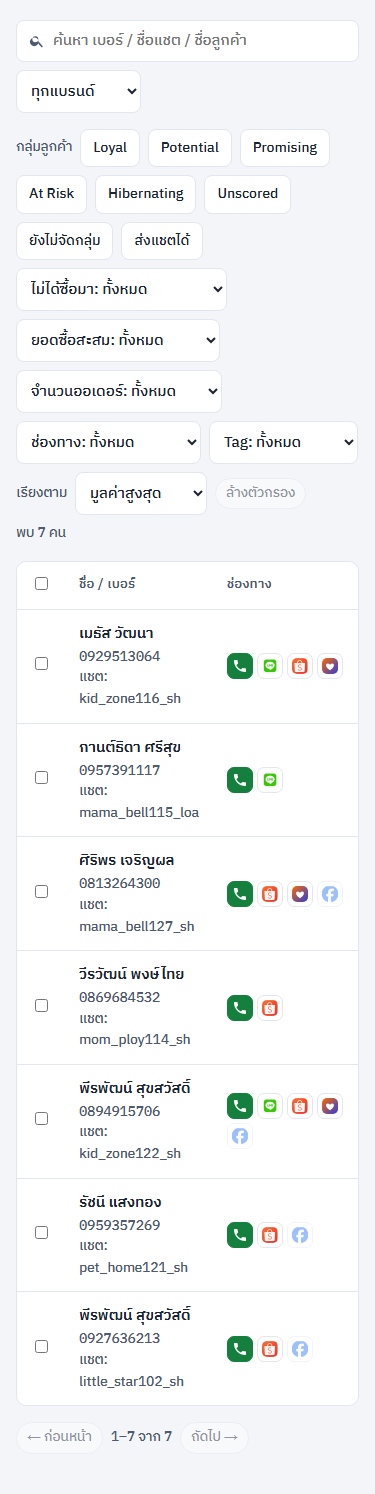 ค้นหา เบอร์ / ชื่อแชต / ชื่อลูกค้า
ทุกแบรนด์
กลุ่มลูกค้า Loyal Potential Promising
At Risk Hibernating Unscored
ยังไม่จัดกลุ่ม ส่งแชตได้
ไม่ได้ซื้อมา: ทั้งหมด
ยอดซื้อสะสม: ทั้งหมด
จำนวนออเดอร์: ทั้งหมด
ช่องทาง: ทั้งหมด Tag: ทั้งหมด
เรียงตาม มูลค่าสูงสุด ล้างตัวกรอง
พบ 7 คน
ชื่อ / เบอร์ ช่องทาง
เมธัส วัฒนา
0929513064
แชต:
kid_zone116_sh
กานต์ธิดา ศรีสุข
0957391117
แชต:
mama_bell115_loa
ศิริพร เจริญผล
0813264300
แชต:
mama_bell127_sh
วีรวัฒน์ พงษ์ไทย
0869684532
แชต:
mom_ploy114_sh
พีรพัฒน์ สุขสวัสดิ์
0894915706
แชต:
kid_zone122_sh
รัชนี แสงทอง
0959357269
แชต:
pet_home121_sh
พีรพัฒน์ สุขสวัสดิ์
0927636213
แชต:
little_star102_sh
← ก่อนหน้า 1–7 จาก 7 ถัดไป →